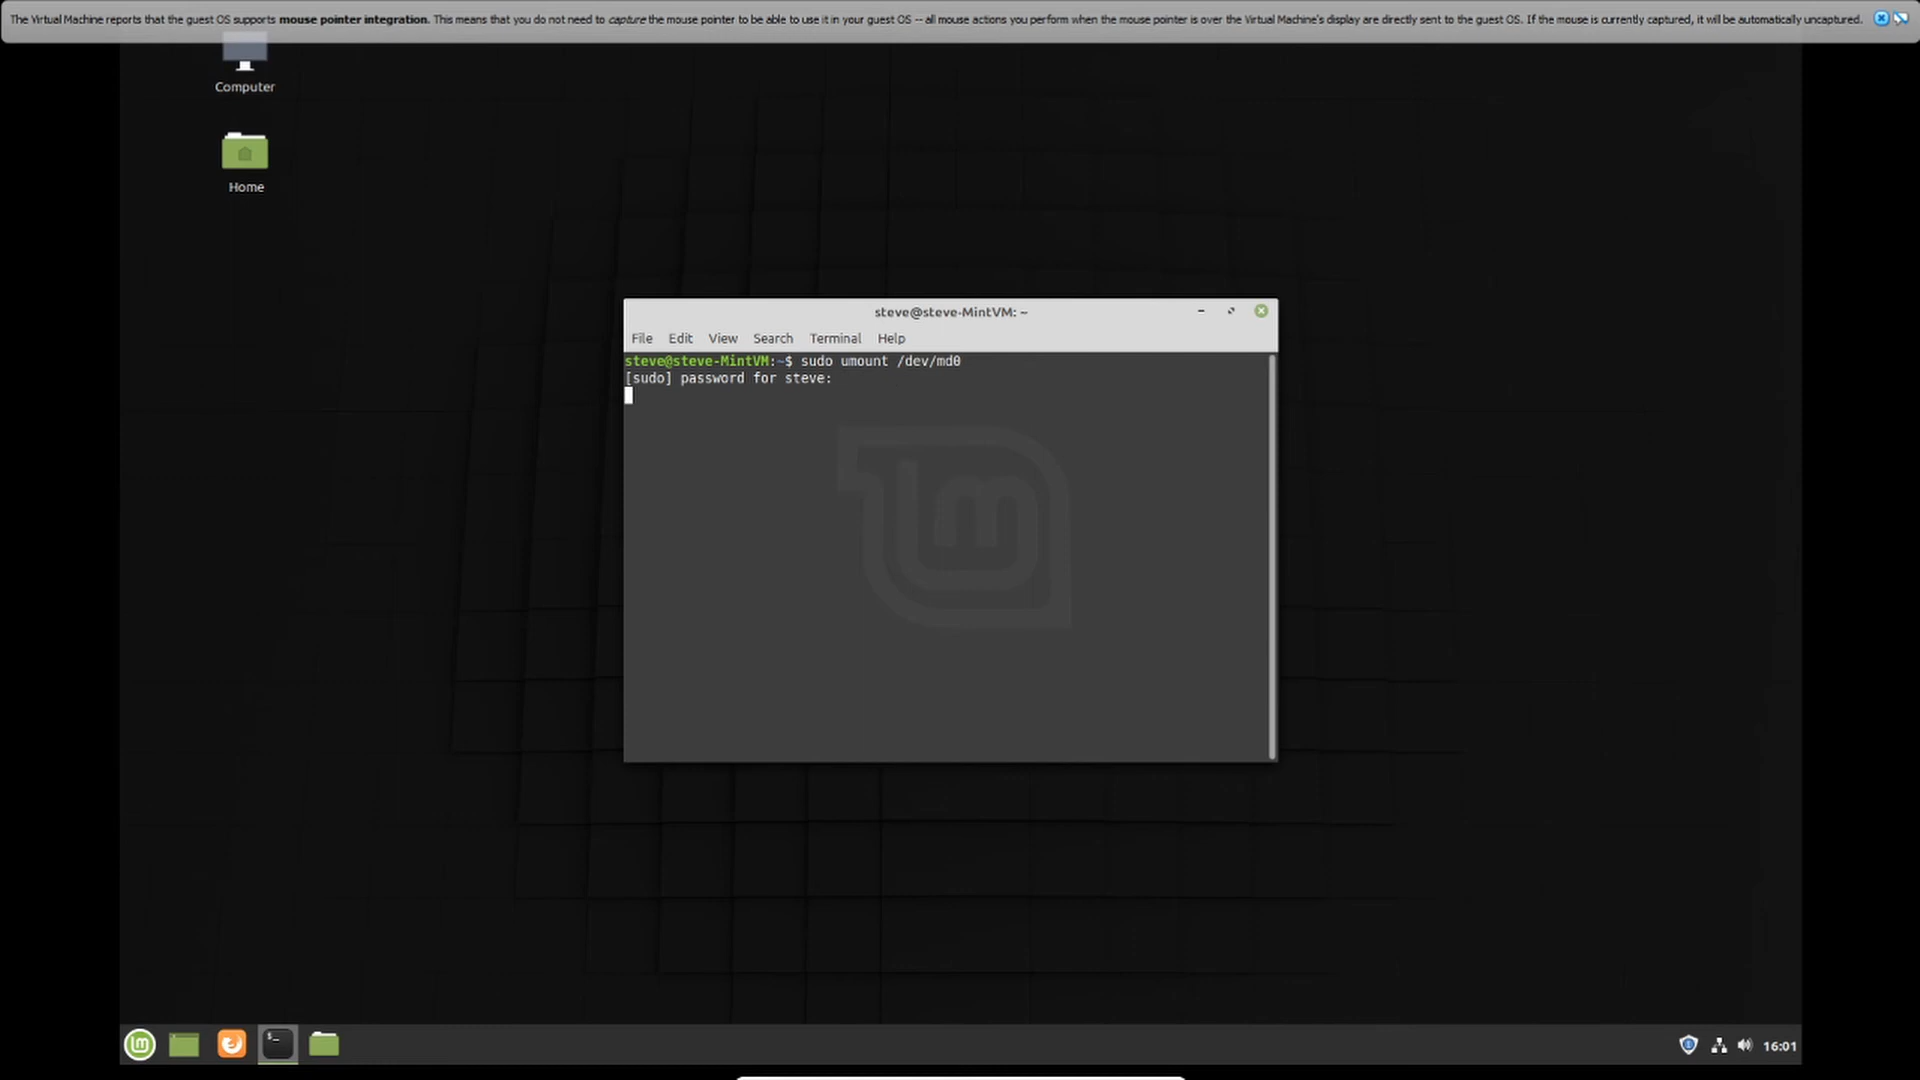 The Virtual Machine reports that the guest OS supports mouse pointer integration. This means that you do not need to capture the mouse pointer to be able to use it in your guest OS -- all mouse actions you perform when the mouse pointer is over the Virtual Machine's display are directly sent to the guest OS. If the mouse is currently captured, it will be automatically uncaptured.
Computer
Home
steve@steve-MintVM: ~
File Edit View Search Terminal Help
steve@steve-MintVM:~$ sudo umount /dev/md0
[sudo] password for steve:
16:01